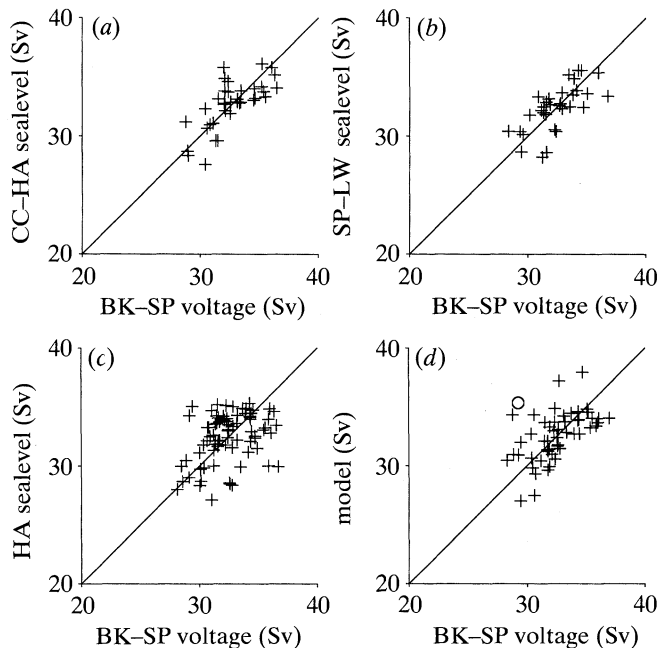 40
(a)
CC–HA sealevel (Sv)
30
20
20 30 40
BK–SP voltage (Sv)
40
(b)
SP–LW sealevel (Sv)
30
20
20 30 40
BK–SP voltage (Sv)
40
(c)
HA sealevel (Sv)
30
20
20 30 40
BK–SP voltage (Sv)
40
(d)
model (Sv)
30
20
20 30 40
BK–SP voltage (Sv)